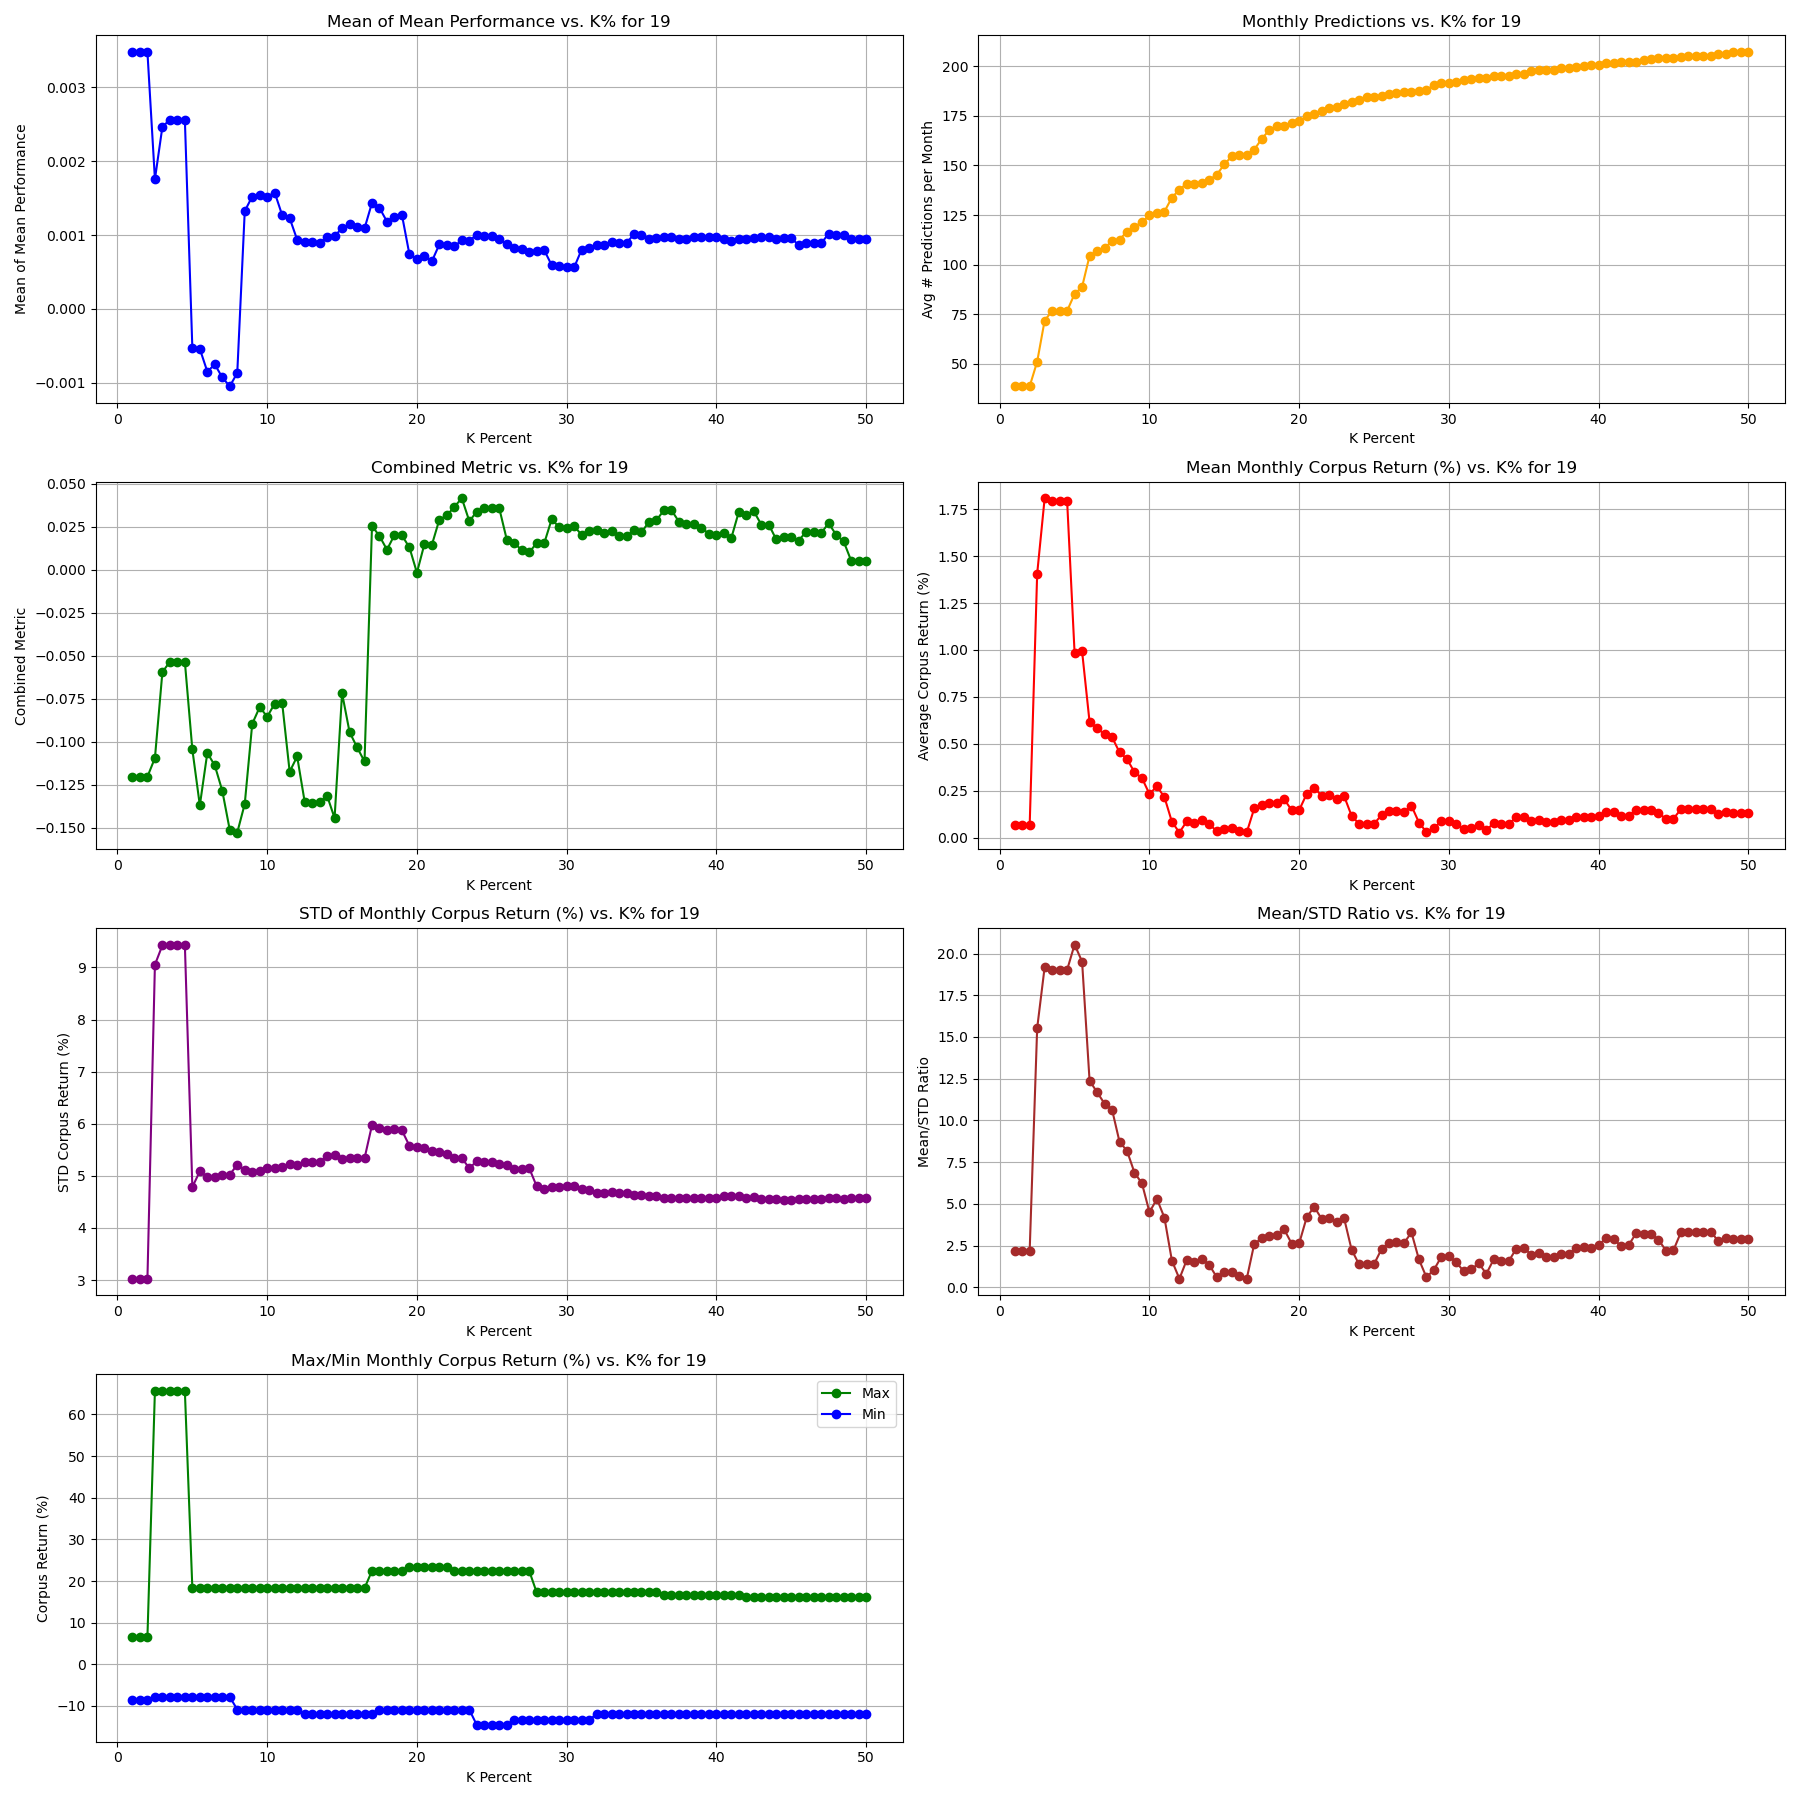 Mean of Mean Performance vs. K% for 19
Mean of Mean Performance
0.003
0.002
0.001
0.000
−0.001
0 10 20 30 40 50
K Percent
Monthly Predictions vs. K% for 19
Avg # Predictions per Month
200
175
150
125
100
75
50
0 10 20 30 40 50
K Percent
Combined Metric vs. K% for 19
Combined Metric
0.050
0.025
0.000
−0.025
−0.050
−0.075
−0.100
−0.125
−0.150
0 10 20 30 40 50
K Percent
Mean Monthly Corpus Return (%) vs. K% for 19
Average Corpus Return (%)
1.75
1.50
1.25
1.00
0.75
0.50
0.25
0.00
0 10 20 30 40 50
K Percent
STD of Monthly Corpus Return (%) vs. K% for 19
STD Corpus Return (%)
9
8
7
6
5
4
3
0 10 20 30 40 50
K Percent
Mean/STD Ratio vs. K% for 19
Mean/STD Ratio
20.0
17.5
15.0
12.5
10.0
7.5
5.0
2.5
0.0
0 10 20 30 40 50
K Percent
Max/Min Monthly Corpus Return (%) vs. K% for 19
Corpus Return (%)
60
50
40
30
20
10
0
−10
Max
Min
0 10 20 30 40 50
K Percent